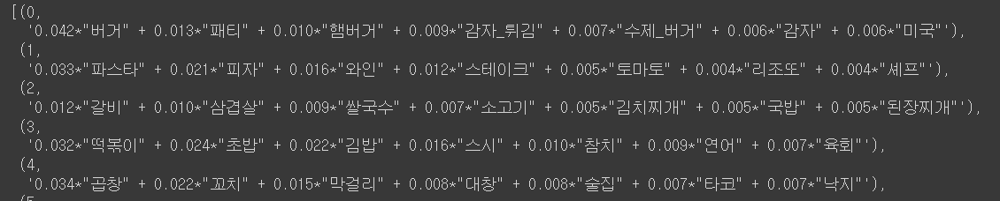 [(0,
'0.042*"버거" + 0.013*"패티" + 0.010*"햄버거" + 0.009*"감자_튀김" + 0.007*"수제_버거" + 0.006*"감자" + 0.006*"미국"'),
(1,
'0.033*"파스타" + 0.021*"피자" + 0.016*"와인" + 0.012*"스테이크" + 0.005*"토마토" + 0.004*"리조또" + 0.004*"셰프"'),
(2,
'0.012*"갈비" + 0.010*"삼겹살" + 0.009*"쌀국수" + 0.007*"소고기" + 0.005*"김치찌개" + 0.005*"국밥" + 0.005*"된장찌개"'),
(3,
'0.032*"떡볶이" + 0.024*"초밥" + 0.022*"김밥" + 0.016*"스시" + 0.010*"참치" + 0.009*"연어" + 0.007*"육회"'),
(4,
'0.034*"곱창" + 0.022*"꼬치" + 0.015*"막걸리" + 0.008*"대창" + 0.008*"술집" + 0.007*"타코" + 0.007*"낙지"'),